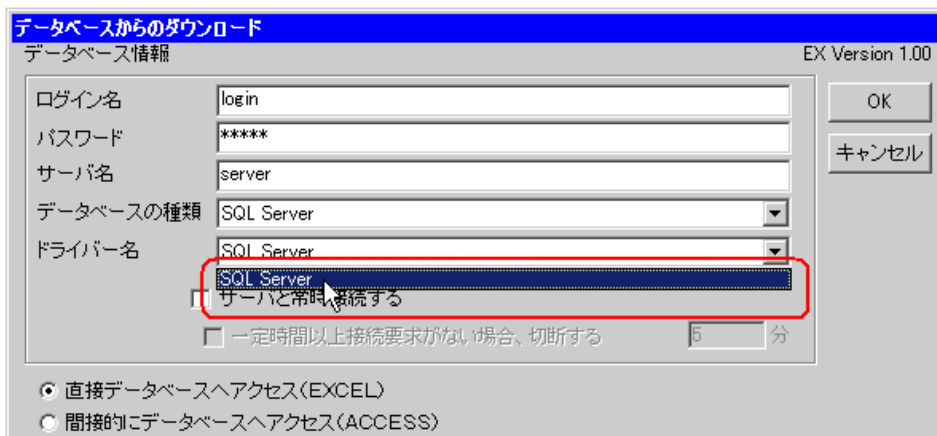 データベースからのダウンロード
データベース情報 EX Version 1.00
ログイン名 login OK
パスワード *****
キャンセル
サーバ名 server
データベースの種類 SQL Server
ドライバー名 SQL Server
SQL Server
サーバと常時接続する
一定時間以上接続要求がない場合、切断する 5 分
直接データベースへアクセス(EXCEL)
間接的にデータベースへアクセス(ACCESS)